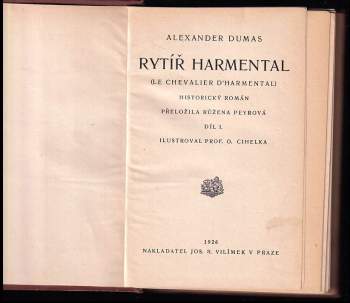 ALEXANDER DUMAS
RYTÍŘ HARMENTAL
(LE CHEVALIER D'HARMENTAL)
HISTORICKÝ ROMÁN
PŘELOŽILA RŮŽENA PEYROVÁ
DÍL I.
ILUSTROVAL PROF. O. CIHELKA
1926
NAKLADATEL JOS. R. VILÍMEK V PRAZE